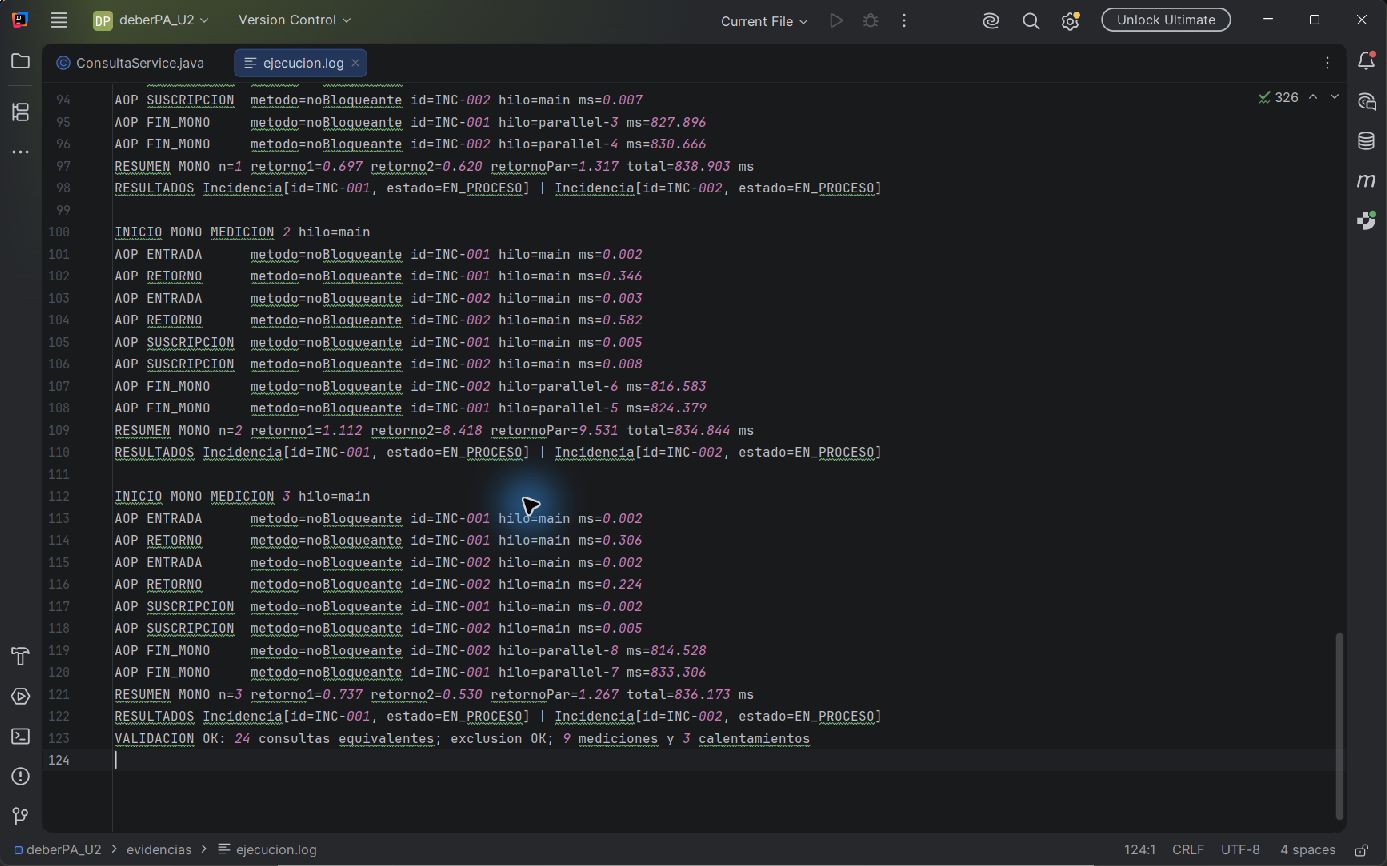 DP deberPA_U2 Version Control Current File Unlock Ultimate
ConsultaService.java ejecucion.log
326
94 AOP SUSCRIPCION metodo=noBloqueante id=INC-002 hilo=main ms=0.007
95 AOP FIN_MONO metodo=noBloqueante id=INC-001 hilo=parallel-3 ms=827.896
96 AOP FIN_MONO metodo=noBloqueante id=INC-002 hilo=parallel-4 ms=830.666
97 RESUMEN MONO n=1 retorno1=0.697 retorno2=0.620 retornoPar=1.317 total=838.903 ms
98 RESULTADOS Incidencia[id=INC-001, estado=EN_PROCESO] | Incidencia[id=INC-002, estado=EN_PROCESO]
99
100 INICIO MONO MEDICION 2 hilo=main
101 AOP ENTRADA metodo=noBloqueante id=INC-001 hilo=main ms=0.002
102 AOP RETORNO metodo=noBloqueante id=INC-001 hilo=main ms=0.346
103 AOP ENTRADA metodo=noBloqueante id=INC-002 hilo=main ms=0.003
104 AOP RETORNO metodo=noBloqueante id=INC-002 hilo=main ms=0.582
105 AOP SUSCRIPCION metodo=noBloqueante id=INC-001 hilo=main ms=0.005
106 AOP SUSCRIPCION metodo=noBloqueante id=INC-002 hilo=main ms=0.008
107 AOP FIN_MONO metodo=noBloqueante id=INC-002 hilo=parallel-6 ms=816.583
108 AOP FIN_MONO metodo=noBloqueante id=INC-001 hilo=parallel-5 ms=824.379
109 RESUMEN MONO n=2 retorno1=1.112 retorno2=8.418 retornoPar=9.531 total=834.844 ms
110 RESULTADOS Incidencia[id=INC-001, estado=EN_PROCESO] | Incidencia[id=INC-002, estado=EN_PROCESO]
111
112 INICIO MONO MEDICION 3 hilo=main
113 AOP ENTRADA metodo=noBloqueante id=INC-001 hilo=main ms=0.002
114 AOP RETORNO metodo=noBloqueante id=INC-001 hilo=main ms=0.306
115 AOP ENTRADA metodo=noBloqueante id=INC-002 hilo=main ms=0.002
116 AOP RETORNO metodo=noBloqueante id=INC-002 hilo=main ms=0.224
117 AOP SUSCRIPCION metodo=noBloqueante id=INC-001 hilo=main ms=0.002
118 AOP SUSCRIPCION metodo=noBloqueante id=INC-002 hilo=main ms=0.005
119 AOP FIN_MONO metodo=noBloqueante id=INC-002 hilo=parallel-8 ms=814.528
120 AOP FIN_MONO metodo=noBloqueante id=INC-001 hilo=parallel-7 ms=833.306
121 RESUMEN MONO n=3 retorno1=0.737 retorno2=0.530 retornoPar=1.267 total=836.173 ms
122 RESULTADOS Incidencia[id=INC-001, estado=EN_PROCESO] | Incidencia[id=INC-002, estado=EN_PROCESO]
123 VALIDACION OK: 24 consultas equivalentes; exclusion OK; 9 mediciones y 3 calentamientos
124
deberPA_U2 > evidencias > ejecucion.log 124:1 CRLF UTF-8 4 spaces